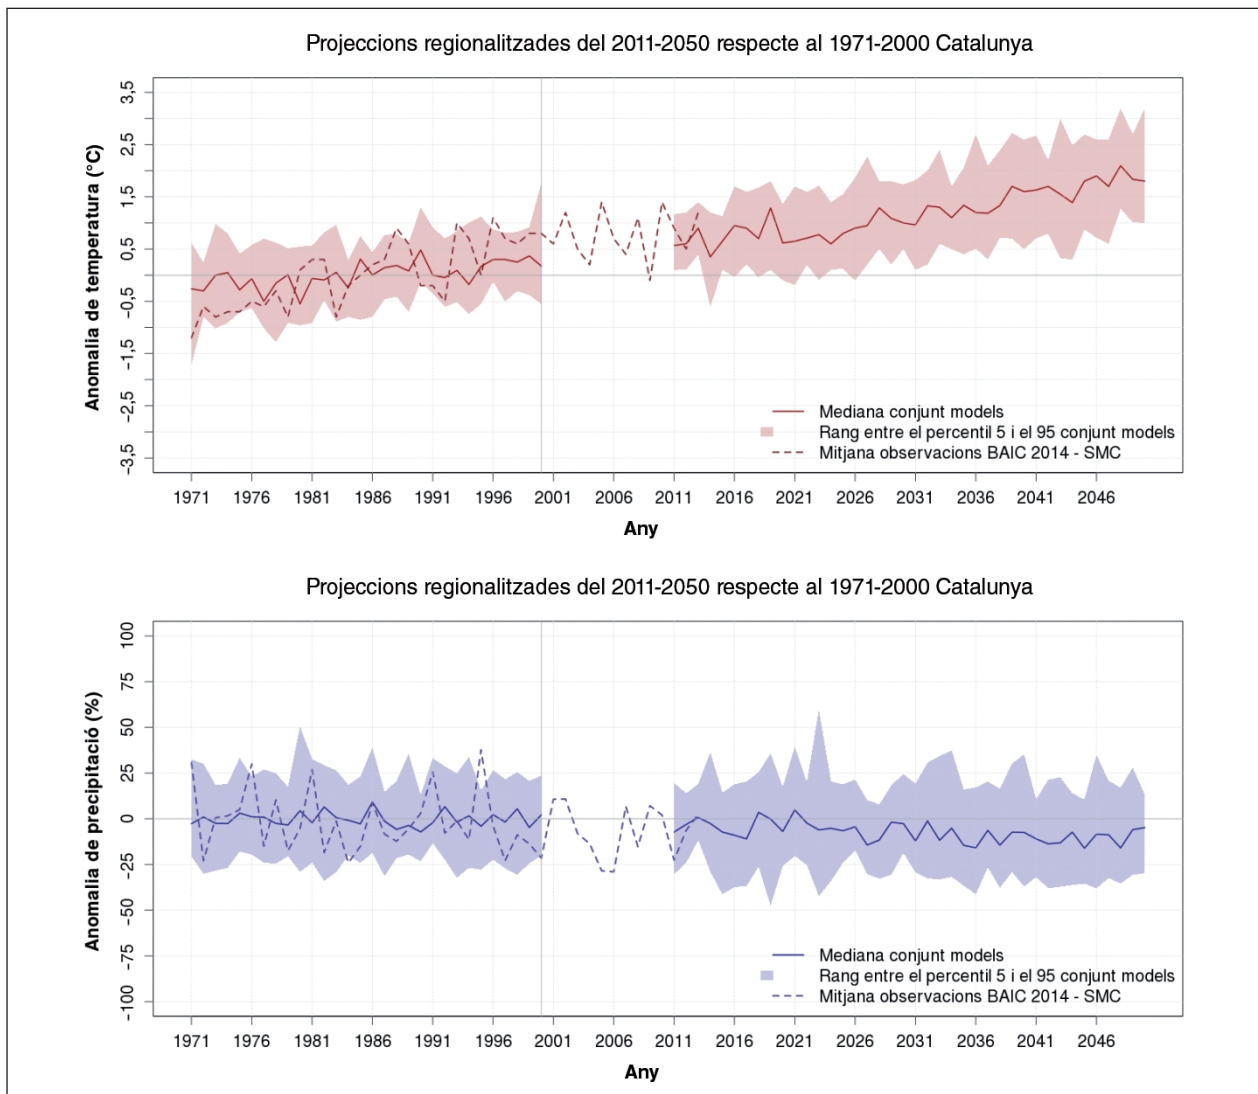 Projeccions regionalitzades del 2011-2050 respecte al 1971-2000 Catalunya
Anomalia de temperatura (°C)
3,5
2,5
1,5
0,5
-0,5
-1,5
-2,5
-3,5
Mediana conjunt models
Rang entre el percentil 5 i el 95 conjunt models
Mitjana observacions BAIC 2014 - SMC
1971 1976 1981 1986 1991 1996 2001 2006 2011 2016 2021 2026 2031 2036 2041 2046
Any
Projeccions regionalitzades del 2011-2050 respecte al 1971-2000 Catalunya
Anomalia de precipitació (%)
100
75
50
25
0
-25
-50
-75
-100
Mediana conjunt models
Rang entre el percentil 5 i el 95 conjunt models
Mitjana observacions BAIC 2014 - SMC
1971 1976 1981 1986 1991 1996 2001 2006 2011 2016 2021 2026 2031 2036 2041 2046
Any